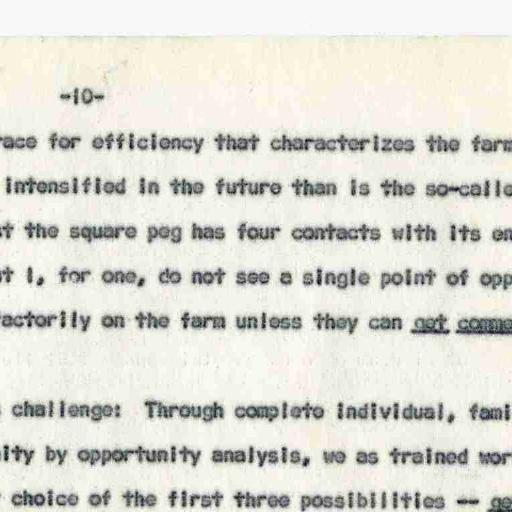 -10-
race for efficiency that characterizes the farm
intensified in the future than is the so-calle
st the square peg has four contacts with its en
t I, for one, do not see a single point of opp
factorily on the farm unless they can get comme
challenge: Through complete individual, fami
ity by opportunity analysis, we as trained wor
choice of the first three possibilities -- ge